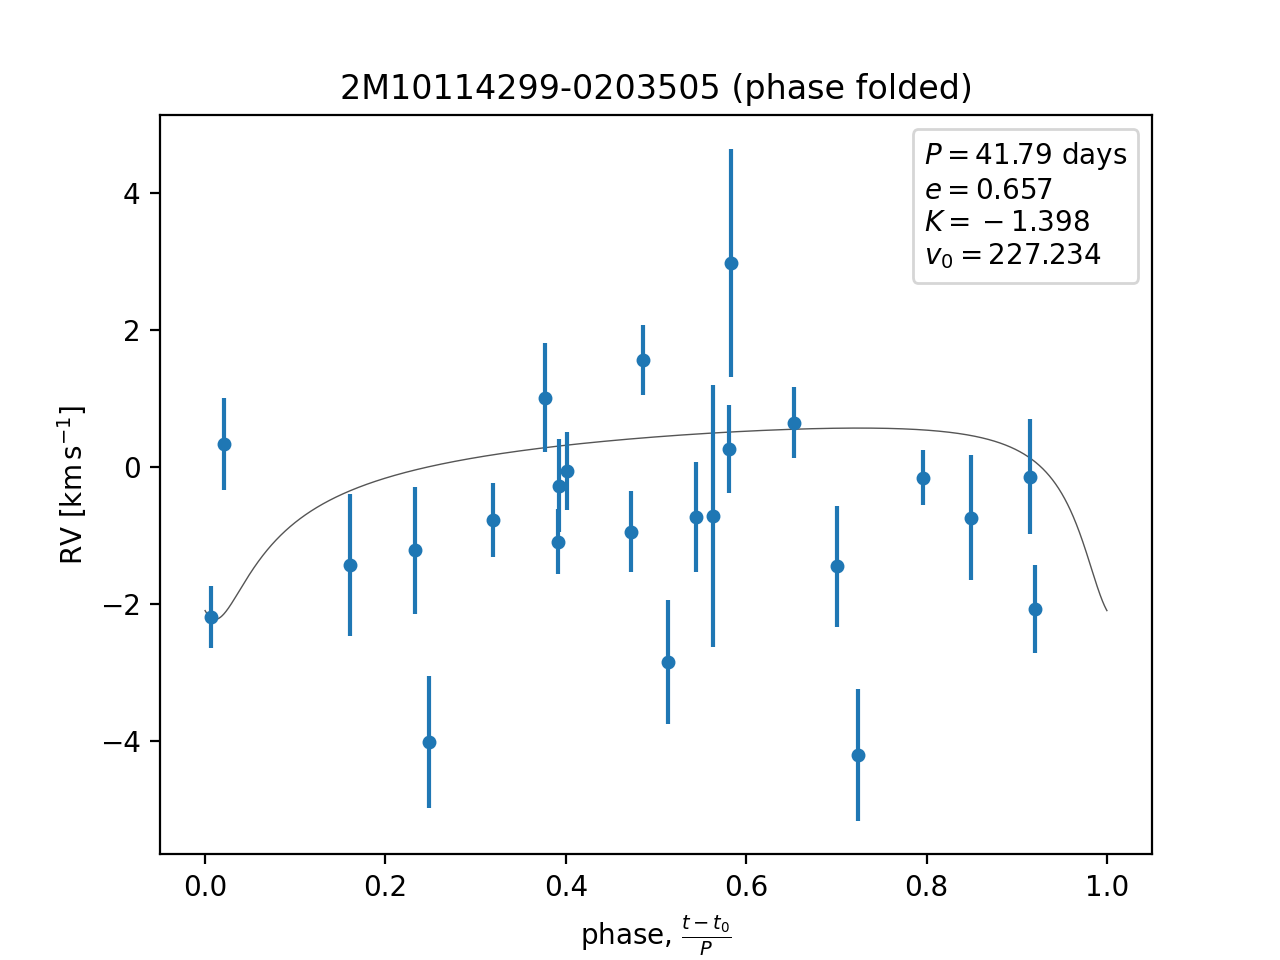 2M10114299-0203505 (phase folded)
P = 41.79 days
e = 0.657
K = −1.398
v₀ = 227.234
RV [km s⁻¹]
4
2
0
−2
−4
0.0 0.2 0.4 0.6 0.8 1.0
phase, (t − t₀)/P